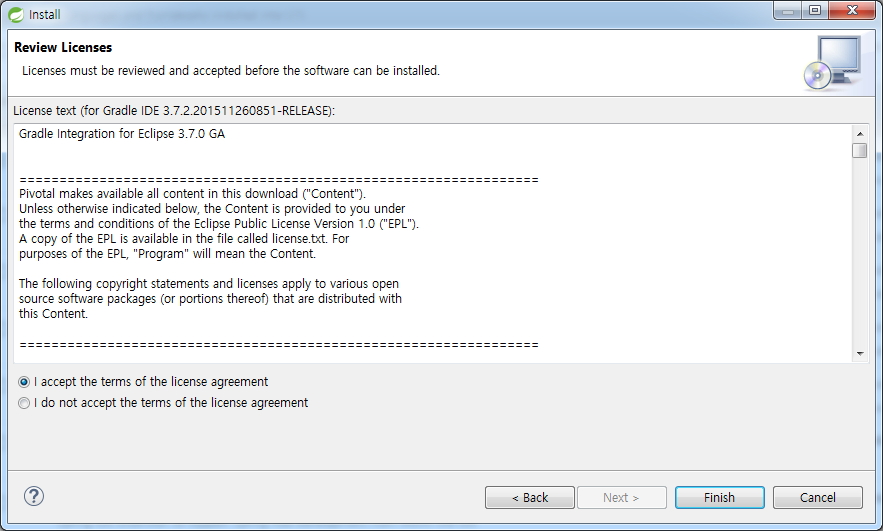 Install
Review Licenses
Licenses must be reviewed and accepted before the software can be installed.
License text (for Gradle IDE 3.7.2.201511260851-RELEASE):
Gradle Integration for Eclipse 3.7.0 GA
=================================================================
Pivotal makes available all content in this download ("Content").
Unless otherwise indicated below, the Content is provided to you under
the terms and conditions of the Eclipse Public License Version 1.0 ("EPL").
A copy of the EPL is available in the file called license.txt. For
purposes of the EPL, "Program" will mean the Content.
The following copyright statements and licenses apply to various open
source software packages (or portions thereof) that are distributed with
this Content.
=================================================================
I accept the terms of the license agreement
I do not accept the terms of the license agreement
?
< Back
Next >
Finish
Cancel